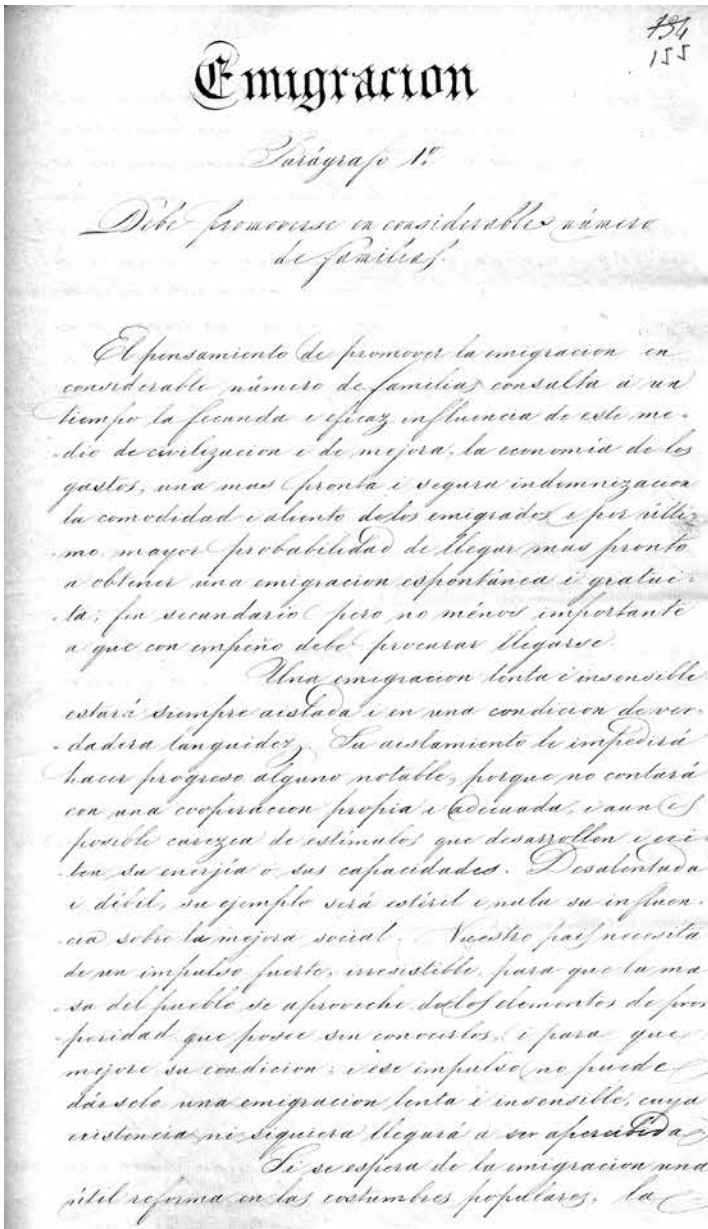 134
155
Emigracion
Parágrafo 1.º
Debe promoverse en considerable número
de familias.
El pensamiento de promover la emigracion en
considerable número de familias consulta a un
tiempo la fecunda i eficaz influencia de este me-
-dio de civilizacion i de mejora, la economía de los
gastos, una mas pronta i segura indemnizacion
la comodidad i aliento de los emigrados i por últi-
-mo mayor probabilidad de llegar mas pronto
a obtener una emigracion espontánea i gratui-
-ta; fin secundario pero no ménos importante
a que con empeño debe procurar llegarse.
Una emigracion lenta i insensible
estará siempre aislada i en una condicion de ver-
-dadera languidez. Su aislamiento le impedirá
hacer progreso alguno notable, porque no contará
con una cooperacion propia i adecuada, i aun es
posible carezca de estímulos que desarrollen i eci-
-ten su enerjía o sus capacidades. Desalentada
i débil, su ejemplo será estéril i nula su influen-
-cia sobre la mejora social. Nuestro pais necesita
de un impulso fuerte, irresistible, para que la ma
-sa del pueblo se aproveche de los elementos de pros
-peridad que posee sin conocerlos, i para que
mejore su condicion; i ese impulso no puede
dárselo una emigracion lenta i insensible, cuya
existencia ni siquiera llegará a ser apercibida.
Si se espera de la emigracion una
útil reforma en las costumbres populares, la